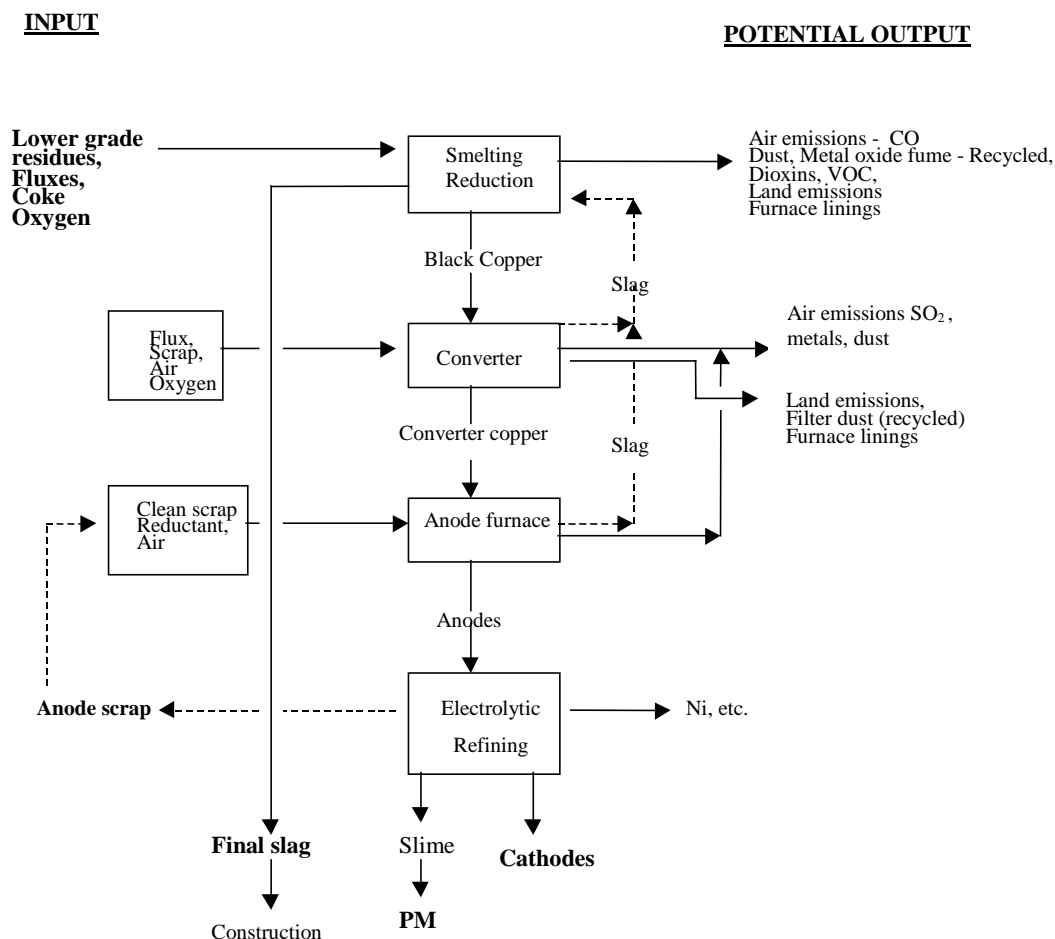 INPUT
POTENTIAL OUTPUT
Lower grade
residues,
Fluxes,
Coke
Oxygen
Smelting
Reduction
Air emissions - CO
Dust, Metal oxide fume - Recycled,
Dioxins, VOC,
Land emissions
Furnace linings
Black Copper
Slag
Flux,
Scrap,
Air
Oxygen
Converter
Air emissions SO₂ ,
metals, dust
Land emissions,
Filter dust (recycled)
Furnace linings
Converter copper
Slag
Clean scrap
Reductant,
Air
Anode furnace
Anodes
Anode scrap
Electrolytic
Refining
Ni, etc.
Final slag
Slime
Cathodes
Construction
PM